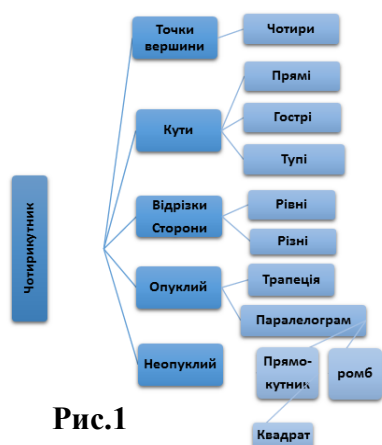 Чотирикутник
Точки
вершини
Чотири
Кути
Прямі
Гострі
Тупі
Відрізки
Сторони
Рівні
Різні
Опуклий
Трапеція
Паралелограм
Прямо-
кутник
ромб
Квадрат
Неопуклий
Рис.1